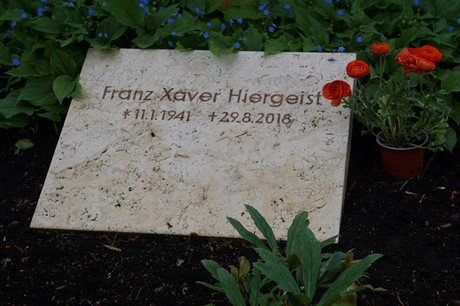 Franz Xaver Hiergeist
*11.1.1941 +29.8.2018